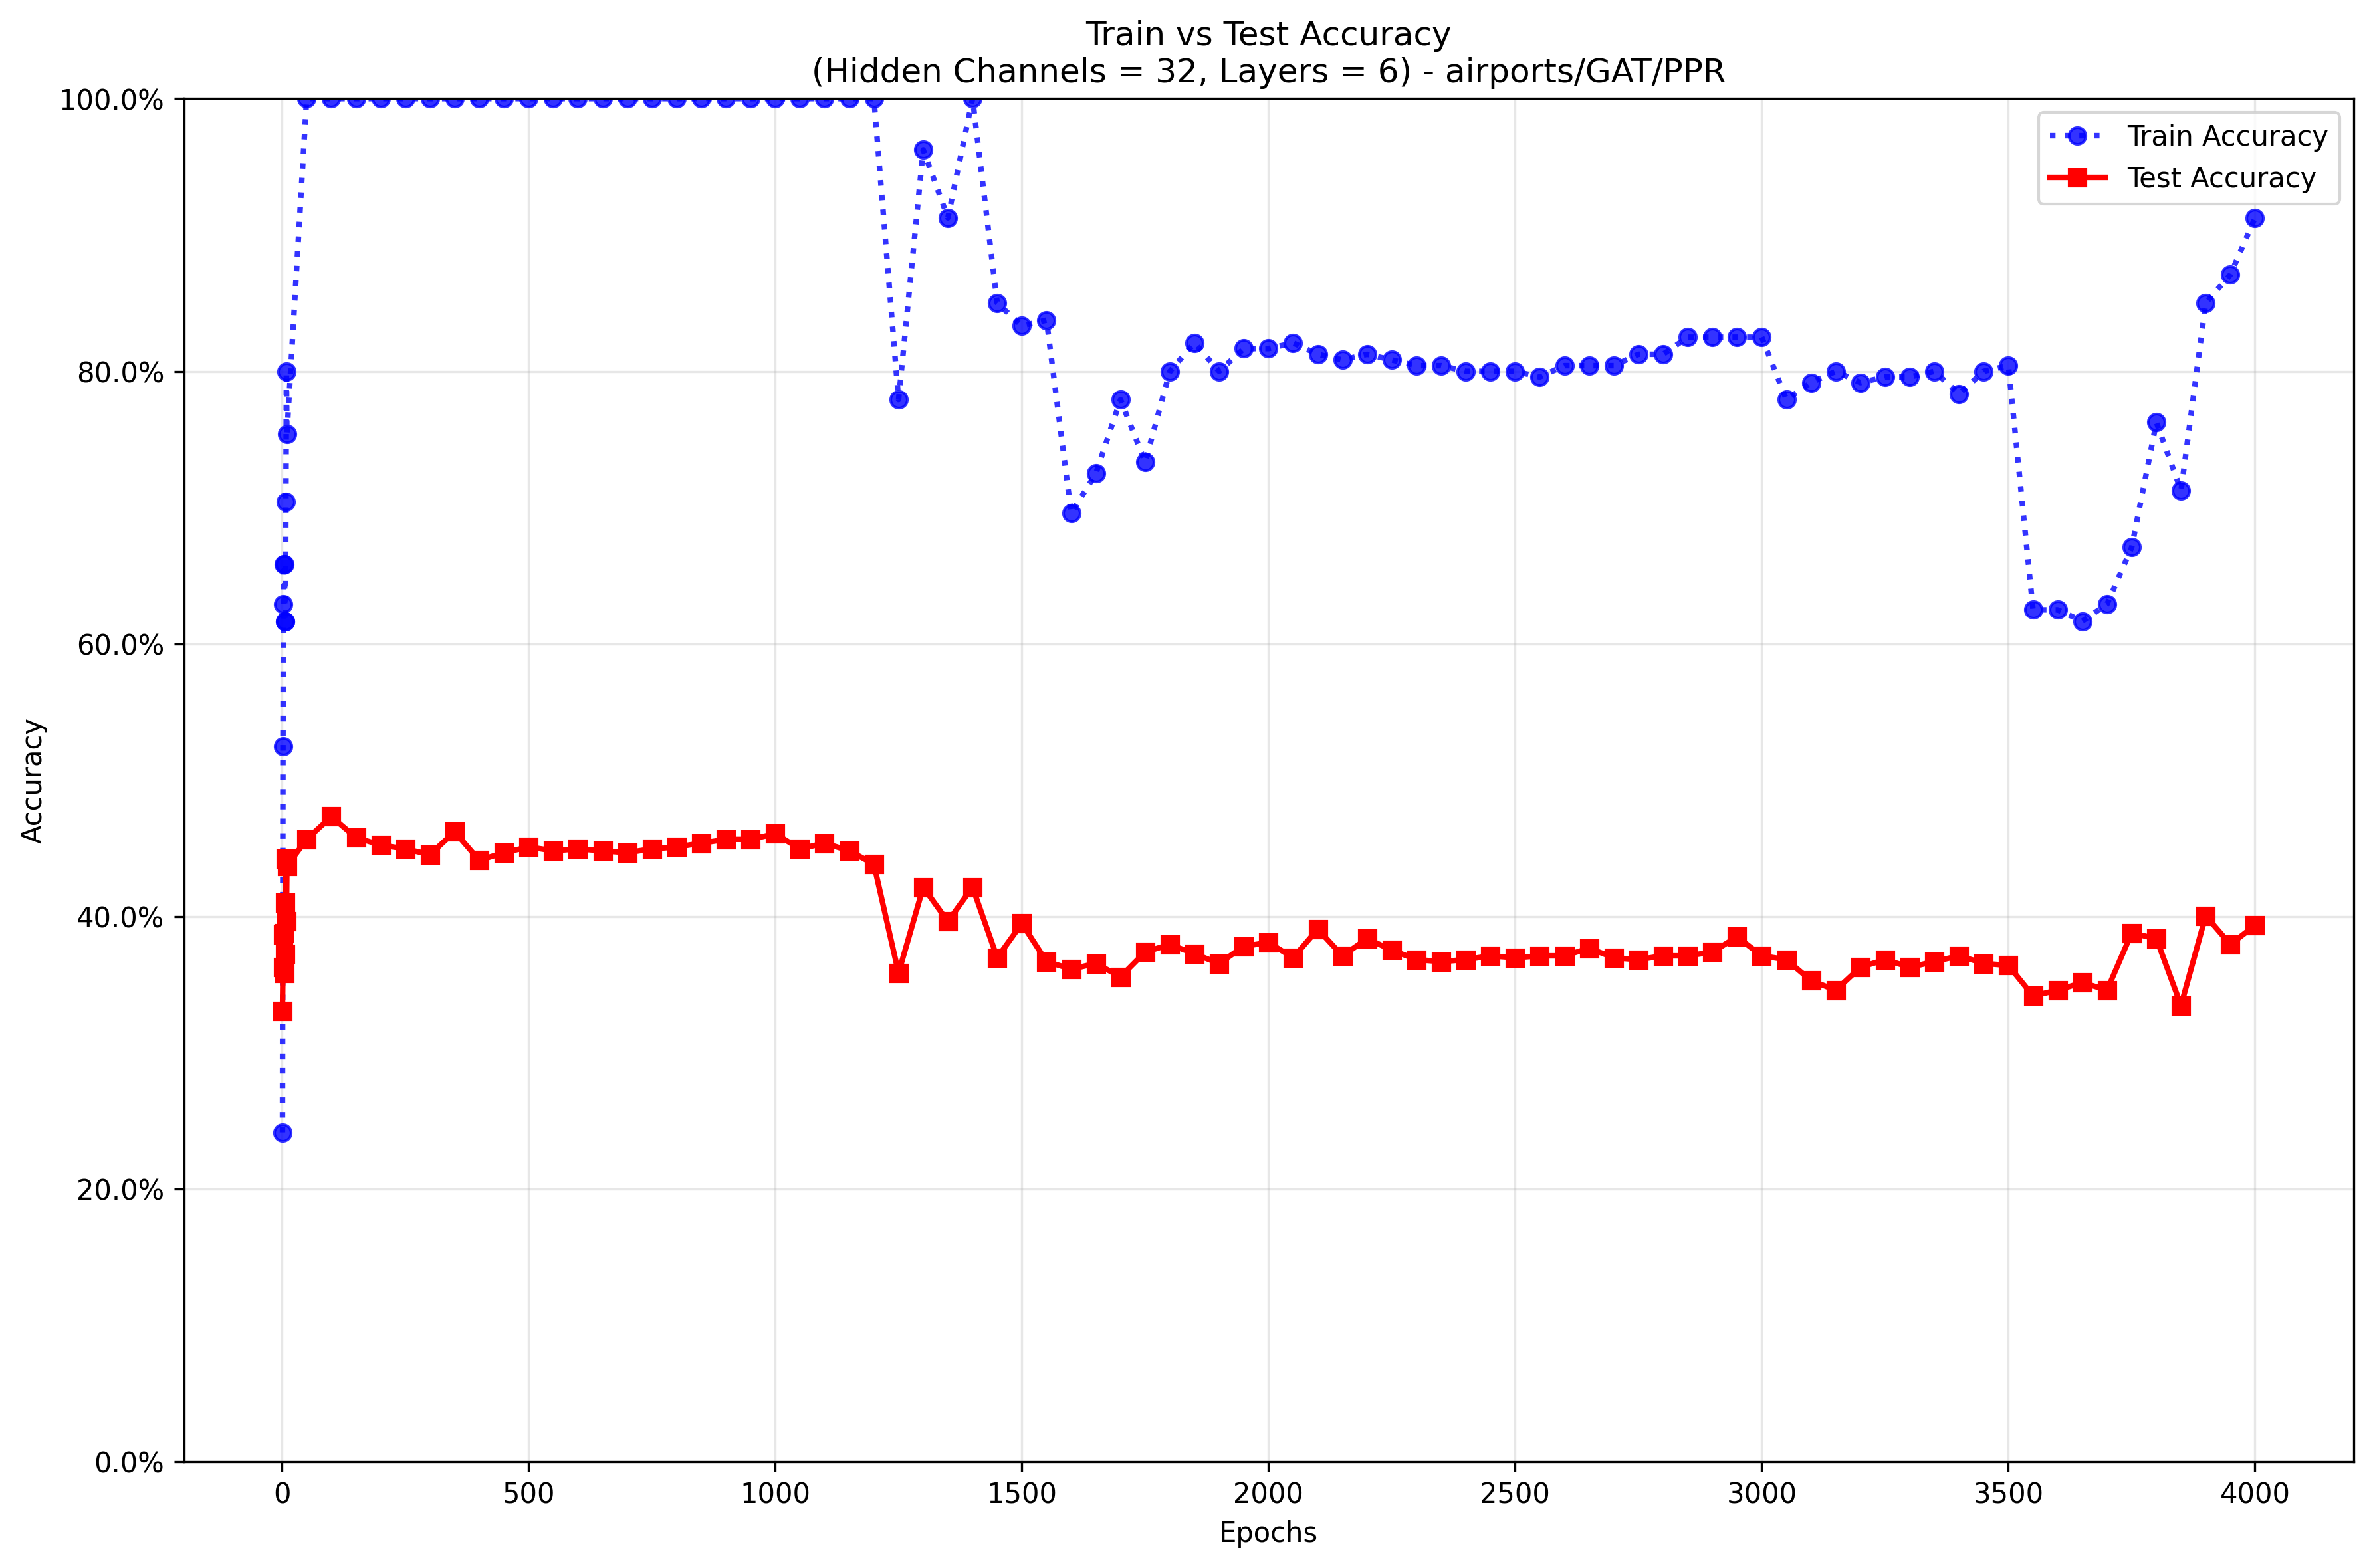 Train vs Test Accuracy
(Hidden Channels = 32, Layers = 6) - airports/GAT/PPR
100.0%
80.0%
60.0%
40.0%
20.0%
0.0%
Accuracy
Train Accuracy
Test Accuracy
0 500 1000 1500 2000 2500 3000 3500 4000
Epochs